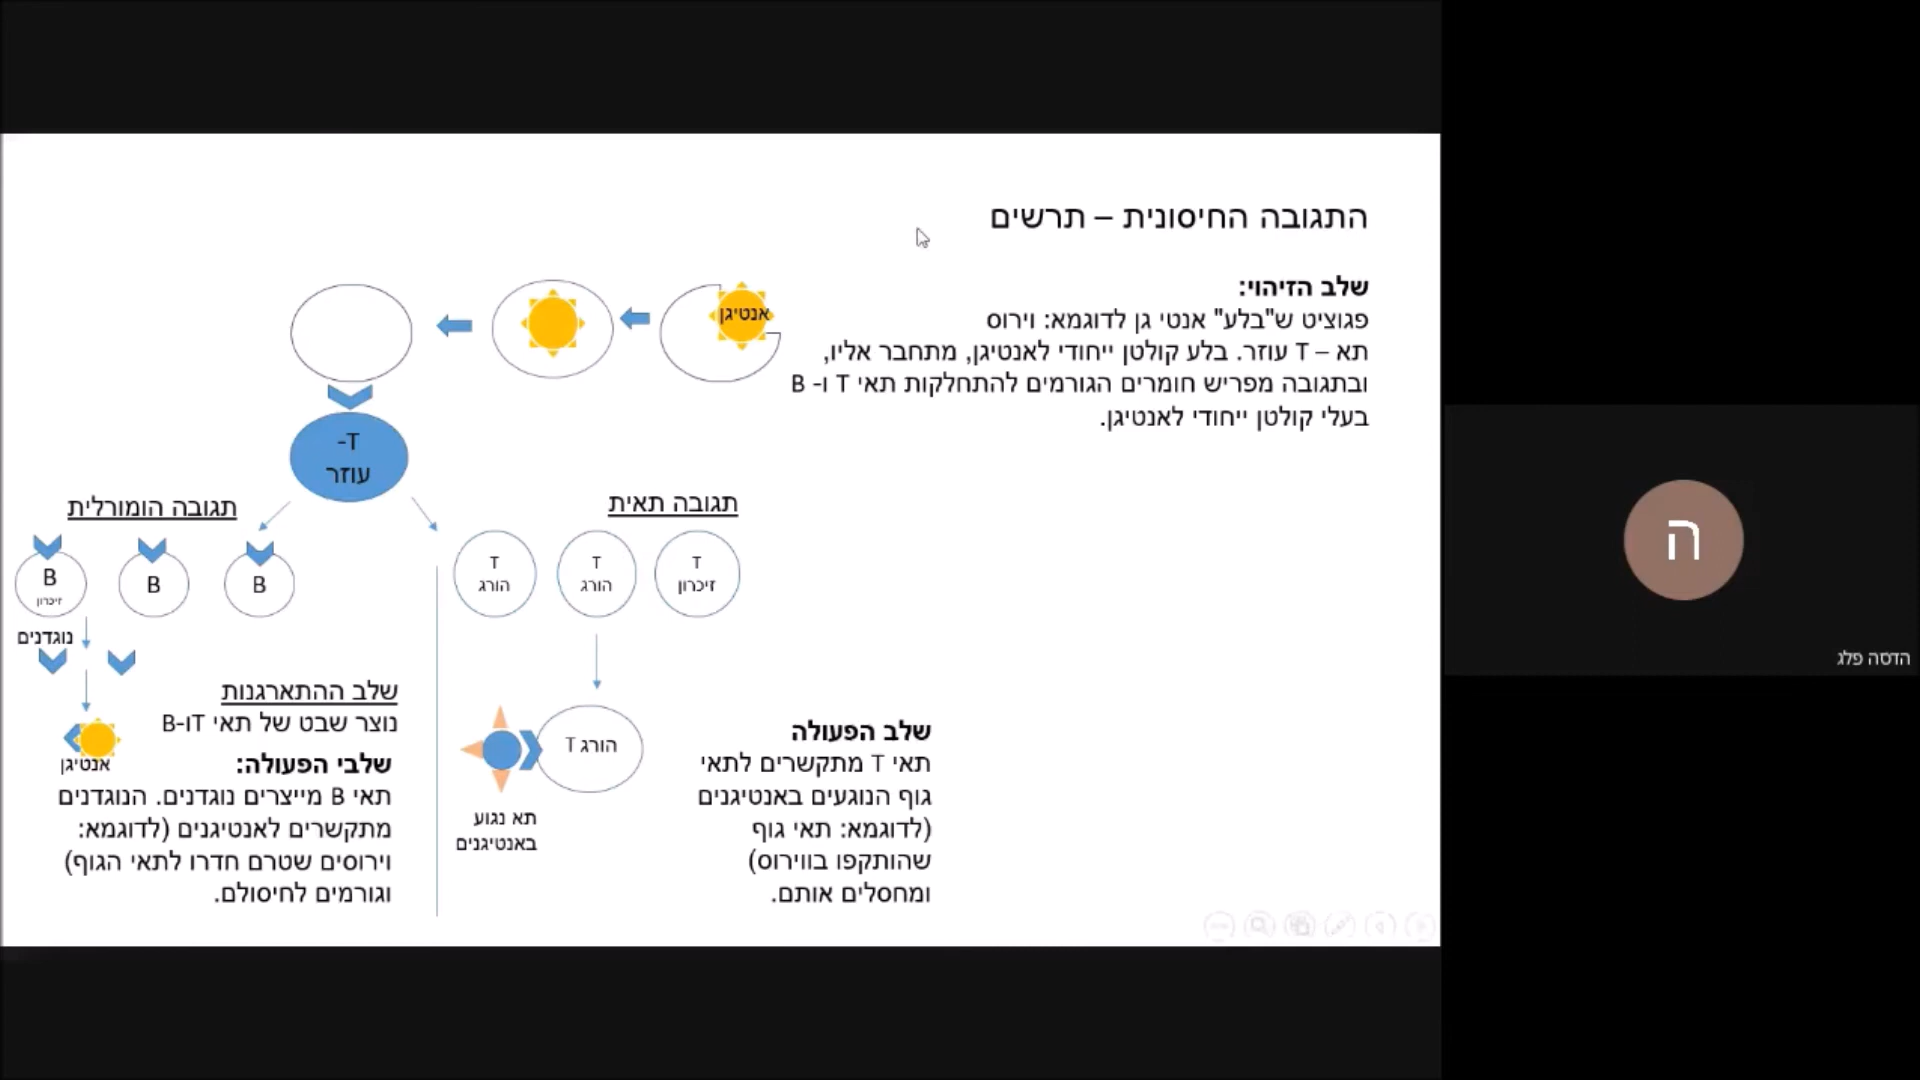 התגובה החיסונית – תרשים
שלב הזיהוי:
פגוציט ש"בלע" אנטי גן לדוגמא: וירוס
תא – T עוזר. בלע קולטן ייחודי לאנטיגן, מתחבר אליו,
ובתגובה מפריש חומרים הגורמים להתחלקות תאי T ו- B
בעלי קולטן ייחודי לאנטיגן.
אנטיגן
T-
עוזר
תגובה תאית
T
זיכרון
T
הורג
T
הורג
תגובה הומורלית
B
B
B
זיכרון
נוגדנים
אנטיגן
שלב ההתארגנות
נוצר שבט של תאי Tו-B
שלבי הפעולה:
תאי B מייצרים נוגדנים. הנוגדנים
מתקשרים לאנטיגנים (לדוגמא:
וירוסים שטרם חדרו לתאי הגוף)
וגורמים לחיסולם.
הורג T
תא נגוע
באנטיגנים
שלב הפעולה
תאי T מתקשרים לתאי
גוף הנוגעים באנטיגנים
(לדוגמא: תאי גוף
שהותקפו בווירוס)
ומחסלים אותם.
ה
הדסה פלג